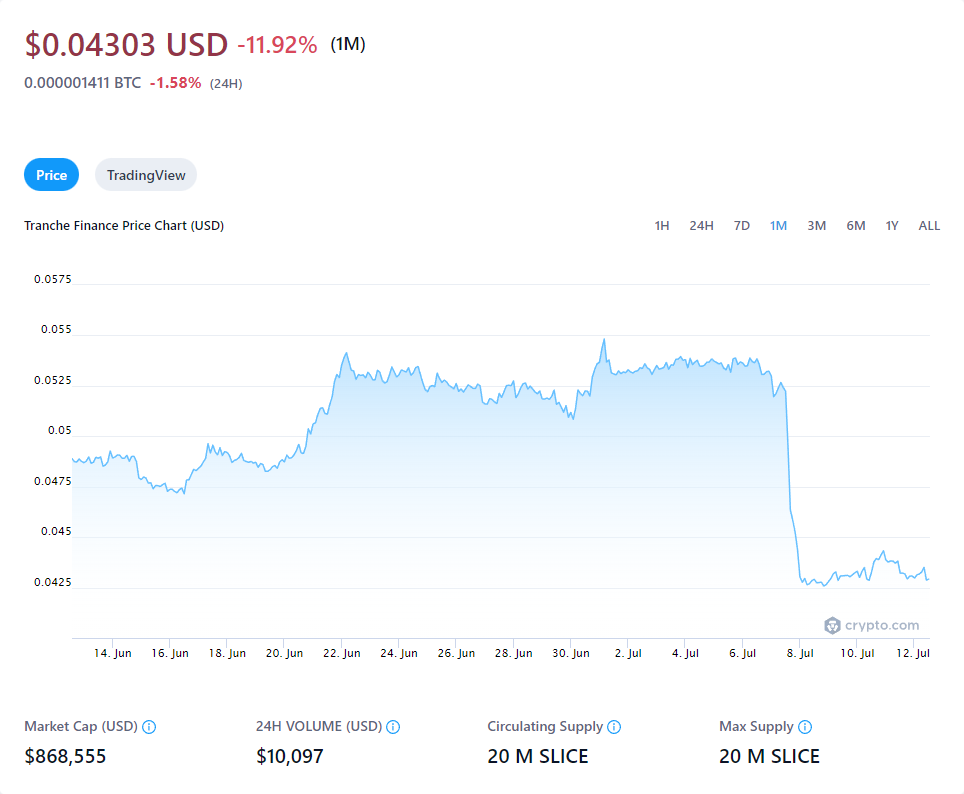 $0.04303 USD -11.92% (1M)
0.000001411 BTC -1.58% (24H)
Price TradingView
Tranche Finance Price Chart (USD) 1H 24H 7D 1M 3M 6M 1Y ALL
0.0575
0.055
0.0525
0.05
0.0475
0.045
0.0425
crypto.com
14. Jun 16. Jun 18. Jun 20. Jun 22. Jun 24. Jun 26. Jun 28. Jun 30. Jun 2. Jul 4. Jul 6. Jul 8. Jul 10. Jul 12. Jul
Market Cap (USD) 24H VOLUME (USD) Circulating Supply Max Supply
$868,555 $10,097 20 M SLICE 20 M SLICE